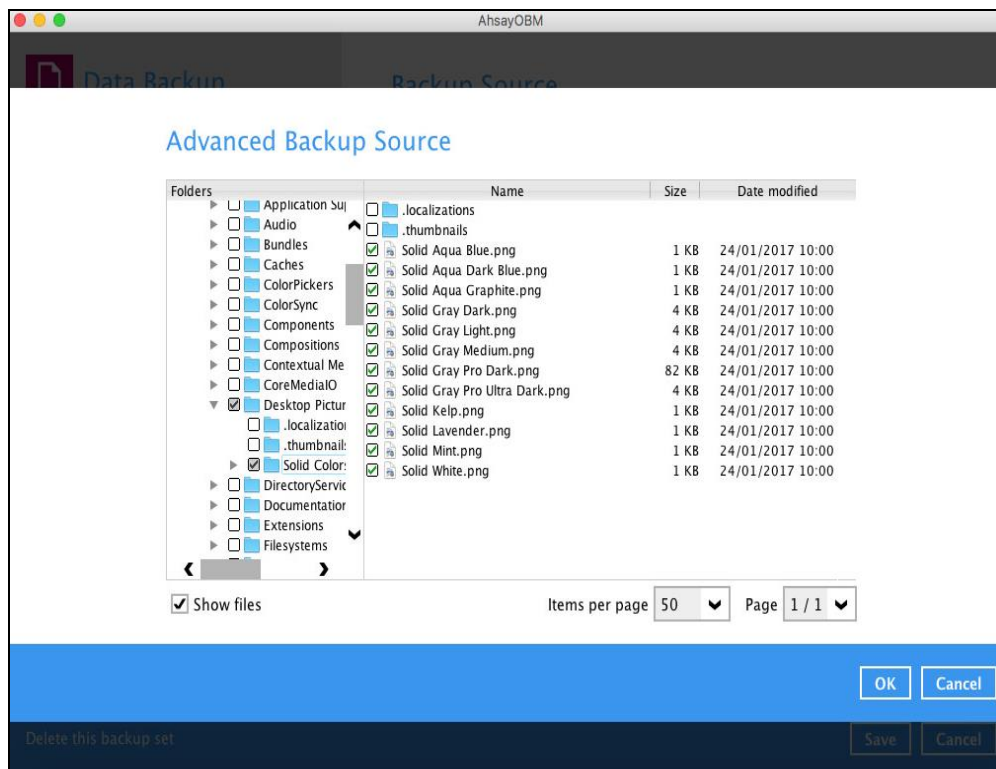 AhsayOBM
Data Backup
Backup Source
Advanced Backup Source
Folders
Application Su
Audio
Bundles
Caches
ColorPickers
ColorSync
Components
Compositions
Contextual Me
CoreMediaIO
Desktop Pictur
.localization
.thumbnails
Solid Colors
DirectoryServic
Documentation
Extensions
Filesystems
Name Size Date modified
.localizations
.thumbnails
Solid Aqua Blue.png 1 KB 24/01/2017 10:00
Solid Aqua Dark Blue.png 1 KB 24/01/2017 10:00
Solid Aqua Graphite.png 1 KB 24/01/2017 10:00
Solid Gray Dark.png 4 KB 24/01/2017 10:00
Solid Gray Light.png 4 KB 24/01/2017 10:00
Solid Gray Medium.png 4 KB 24/01/2017 10:00
Solid Gray Pro Dark.png 82 KB 24/01/2017 10:00
Solid Gray Pro Ultra Dark.png 4 KB 24/01/2017 10:00
Solid Kelp.png 1 KB 24/01/2017 10:00
Solid Lavender.png 1 KB 24/01/2017 10:00
Solid Mint.png 1 KB 24/01/2017 10:00
Solid White.png 1 KB 24/01/2017 10:00
Show files
Items per page 50 Page 1 / 1
OK Cancel
Delete this backup set
Save Cancel